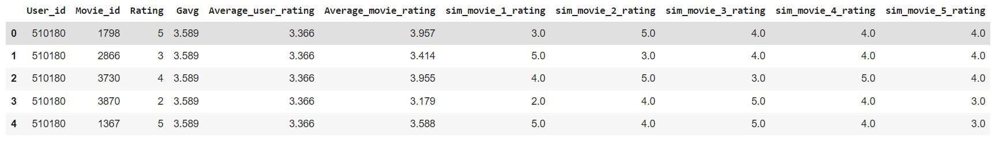 User_id Movie_id Rating Gavg Average_user_rating Average_movie_rating sim_movie_1_rating sim_movie_2_rating sim_movie_3_rating sim_movie_4_rating sim_movie_5_rating
0 510180 1798 5 3.589 3.366 3.957 3.0 5.0 4.0 4.0 4.0
1 510180 2866 3 3.589 3.366 3.414 5.0 3.0 4.0 4.0 4.0
2 510180 3730 4 3.589 3.366 3.955 4.0 5.0 3.0 5.0 4.0
3 510180 3870 2 3.589 3.366 3.179 2.0 4.0 5.0 4.0 3.0
4 510180 1367 5 3.589 3.366 3.588 5.0 4.0 5.0 4.0 3.0